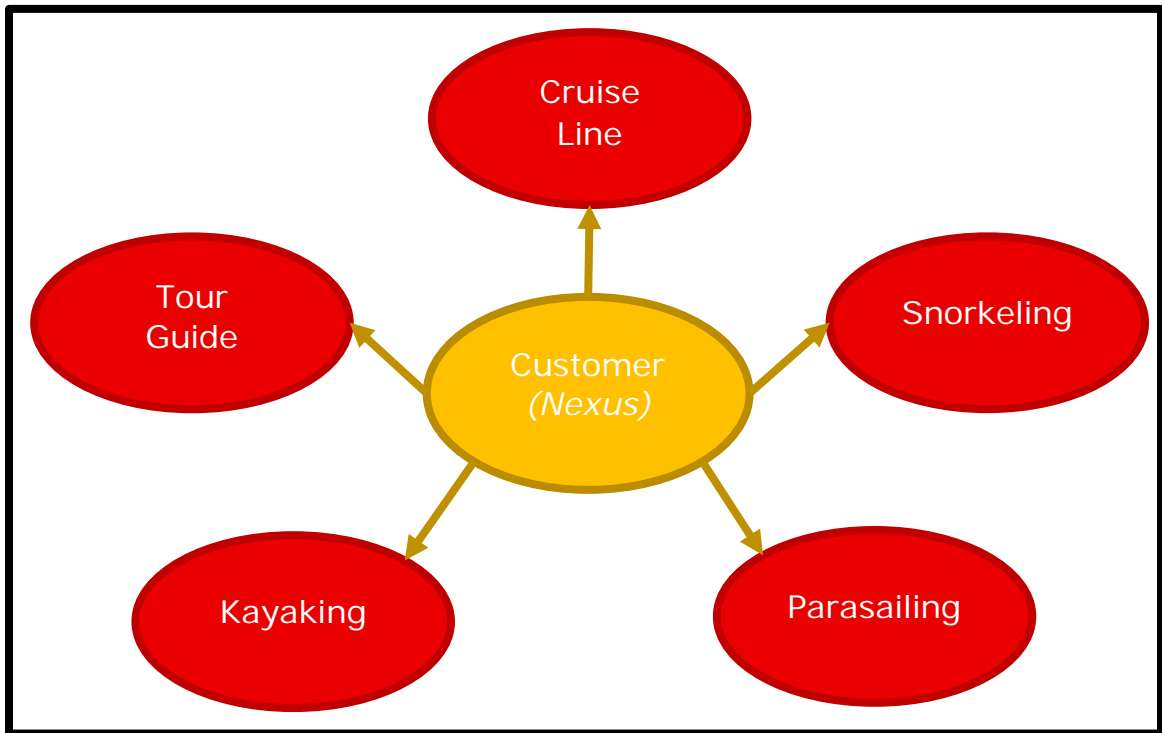 Cruise
Line
Tour
Guide
Snorkeling
Customer
(Nexus)
Kayaking
Parasailing